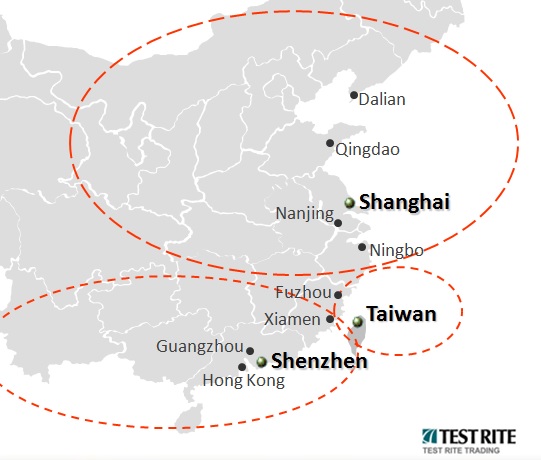 Dalian
Qingdao
Shanghai
Nanjing
Ningbo
Fuzhou
Taiwan
Xiamen
Guangzhou
Shenzhen
Hong Kong
TEST RITE
TEST RITE TRADING